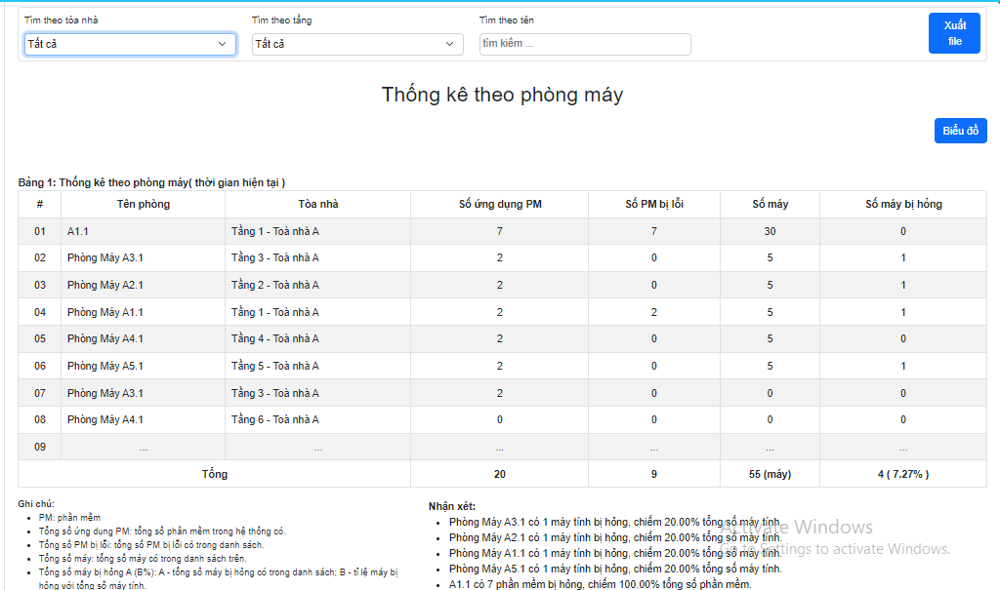 Tìm theo tòa nhà Tìm theo tầng Tìm theo tên
Tất cả Tất cả tìm kiếm ...
Xuất
file
Thống kê theo phòng máy
Biểu đồ
Bảng 1: Thống kê theo phòng máy( thời gian hiện tại )
# Tên phòng Tòa nhà Số ứng dụng PM Số PM bị lỗi Số máy Số máy bị hỏng
01 A1.1 Tầng 1 - Toà nhà A 7 7 30 0
02 Phòng Máy A3.1 Tầng 3 - Toà nhà A 2 0 5 1
03 Phòng Máy A2.1 Tầng 2 - Toà nhà A 2 0 5 1
04 Phòng Máy A1.1 Tầng 1 - Toà nhà A 2 2 5 1
05 Phòng Máy A4.1 Tầng 4 - Toà nhà A 2 0 5 0
06 Phòng Máy A5.1 Tầng 5 - Toà nhà A 2 0 5 1
07 Phòng Máy A3.1 Tầng 3 - Toà nhà A 2 0 0 0
08 Phòng Máy A4.1 Tầng 6 - Toà nhà A 0 0 0 0
09 ... ... ... ... ... ...
Tổng 20 9 55 (máy) 4 ( 7.27% )
Ghi chú:
• PM: phần mềm
• Tổng số ứng dụng PM: tổng số phần mềm trong hệ thống có.
• Tổng số PM bị lỗi: tổng số PM bị lỗi có trong danh sách.
• Tổng số máy: tổng số máy có trong danh sách trên.
• Tổng số máy bị hỏng A (B%): A - tổng số máy bị hỏng có trong danh sách; B - tỉ lệ máy bị
hỏng với tổng số máy tính.
Nhận xét:
• Phòng Máy A3.1 có 1 máy tính bị hỏng, chiếm 20.00% tổng số máy tính.
• Phòng Máy A2.1 có 1 máy tính bị hỏng, chiếm 20.00% tổng số máy tính.
• Phòng Máy A1.1 có 1 máy tính bị hỏng, chiếm 20.00% tổng số máy tính.
• Phòng Máy A5.1 có 1 máy tính bị hỏng, chiếm 20.00% tổng số máy tính.
• A1.1 có 7 phần mềm bị hỏng, chiếm 100.00% tổng số phần mềm.
Activate Windows
Go to Settings to activate Windows.